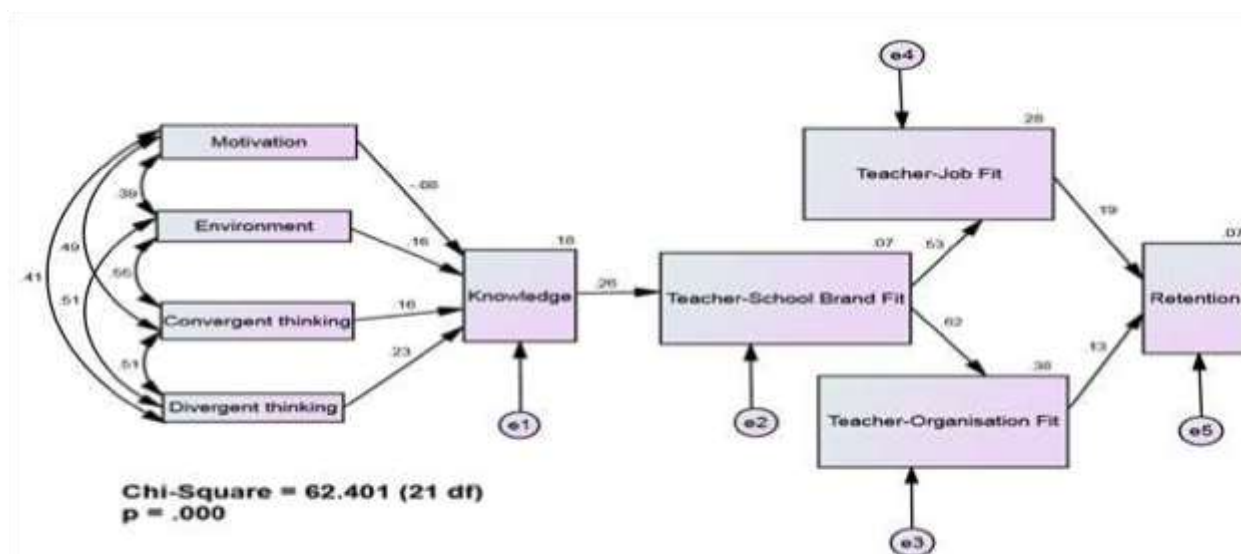 e4
.28
Motivation
Teacher-Job Fit
.39
-.08
.19
Environment
.49
.16
.18
.07
.53
.07
.41
.51
Knowledge
.26
Teacher-School Brand Fit
Retention
Convergent thinking
.16
.62
.51
.23
.13
.38
Divergent thinking
e1
e2
Teacher-Organisation Fit
e5
Chi-Square = 62.401 (21 df)
p = .000
e3